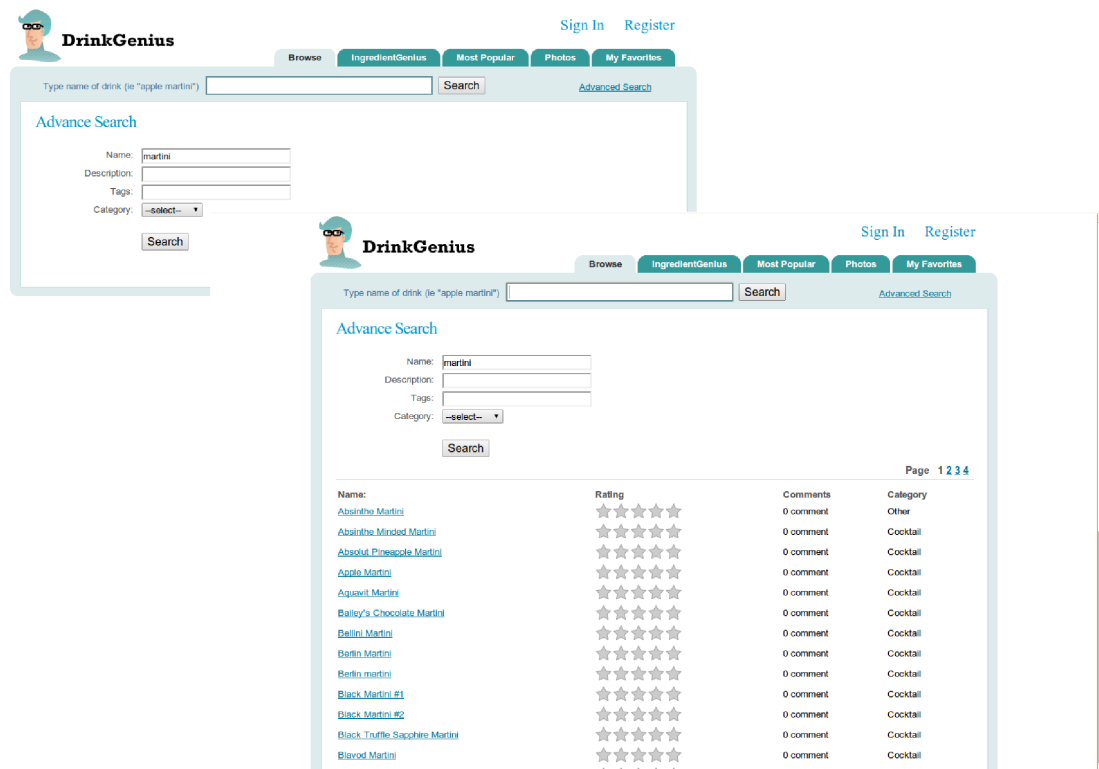 Sign In Register
DrinkGenius
Browse IngredientGenius Most Popular Photos My Favorites
Type name of drink (ie "apple martini") Search Advanced Search
Advance Search
Name: martini
Description:
Tags:
Category: --select--
Search
Sign In Register
DrinkGenius
Browse IngredientGenius Most Popular Photos My Favorites
Type name of drink (ie "apple martini") Search Advanced Search
Advance Search
Name: martini
Description:
Tags:
Category: --select--
Search
Page 1 2 3 4
Name: Rating Comments Category
Absinthe Martini 0 comment Other
Absinthe Minded Martini 0 comment Cocktail
Absolut Pineapple Martini 0 comment Cocktail
Apple Martini 0 comment Cocktail
Aquavit Martini 0 comment Cocktail
Bailey's Chocolate Martini 0 comment Cocktail
Bellini Martini 0 comment Cocktail
Berlin Martini 0 comment Cocktail
Berlin martini 0 comment Cocktail
Black Martini #1 0 comment Cocktail
Black Martini #2 0 comment Cocktail
Black Truffle Sapphire Martini 0 comment Cocktail
Blavod Martini 0 comment Cocktail